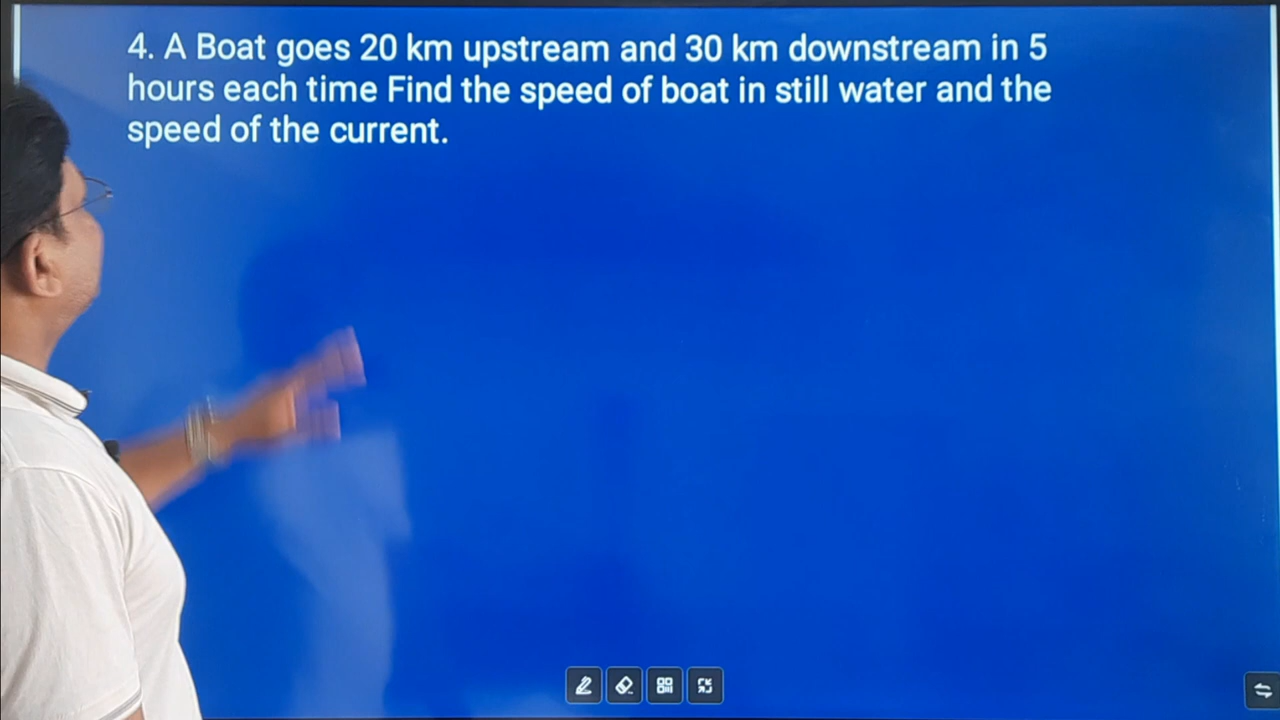 4. A Boat goes 20 km upstream and 30 km downstream in 5
hours each time Find the speed of boat in still water and the
speed of the current.